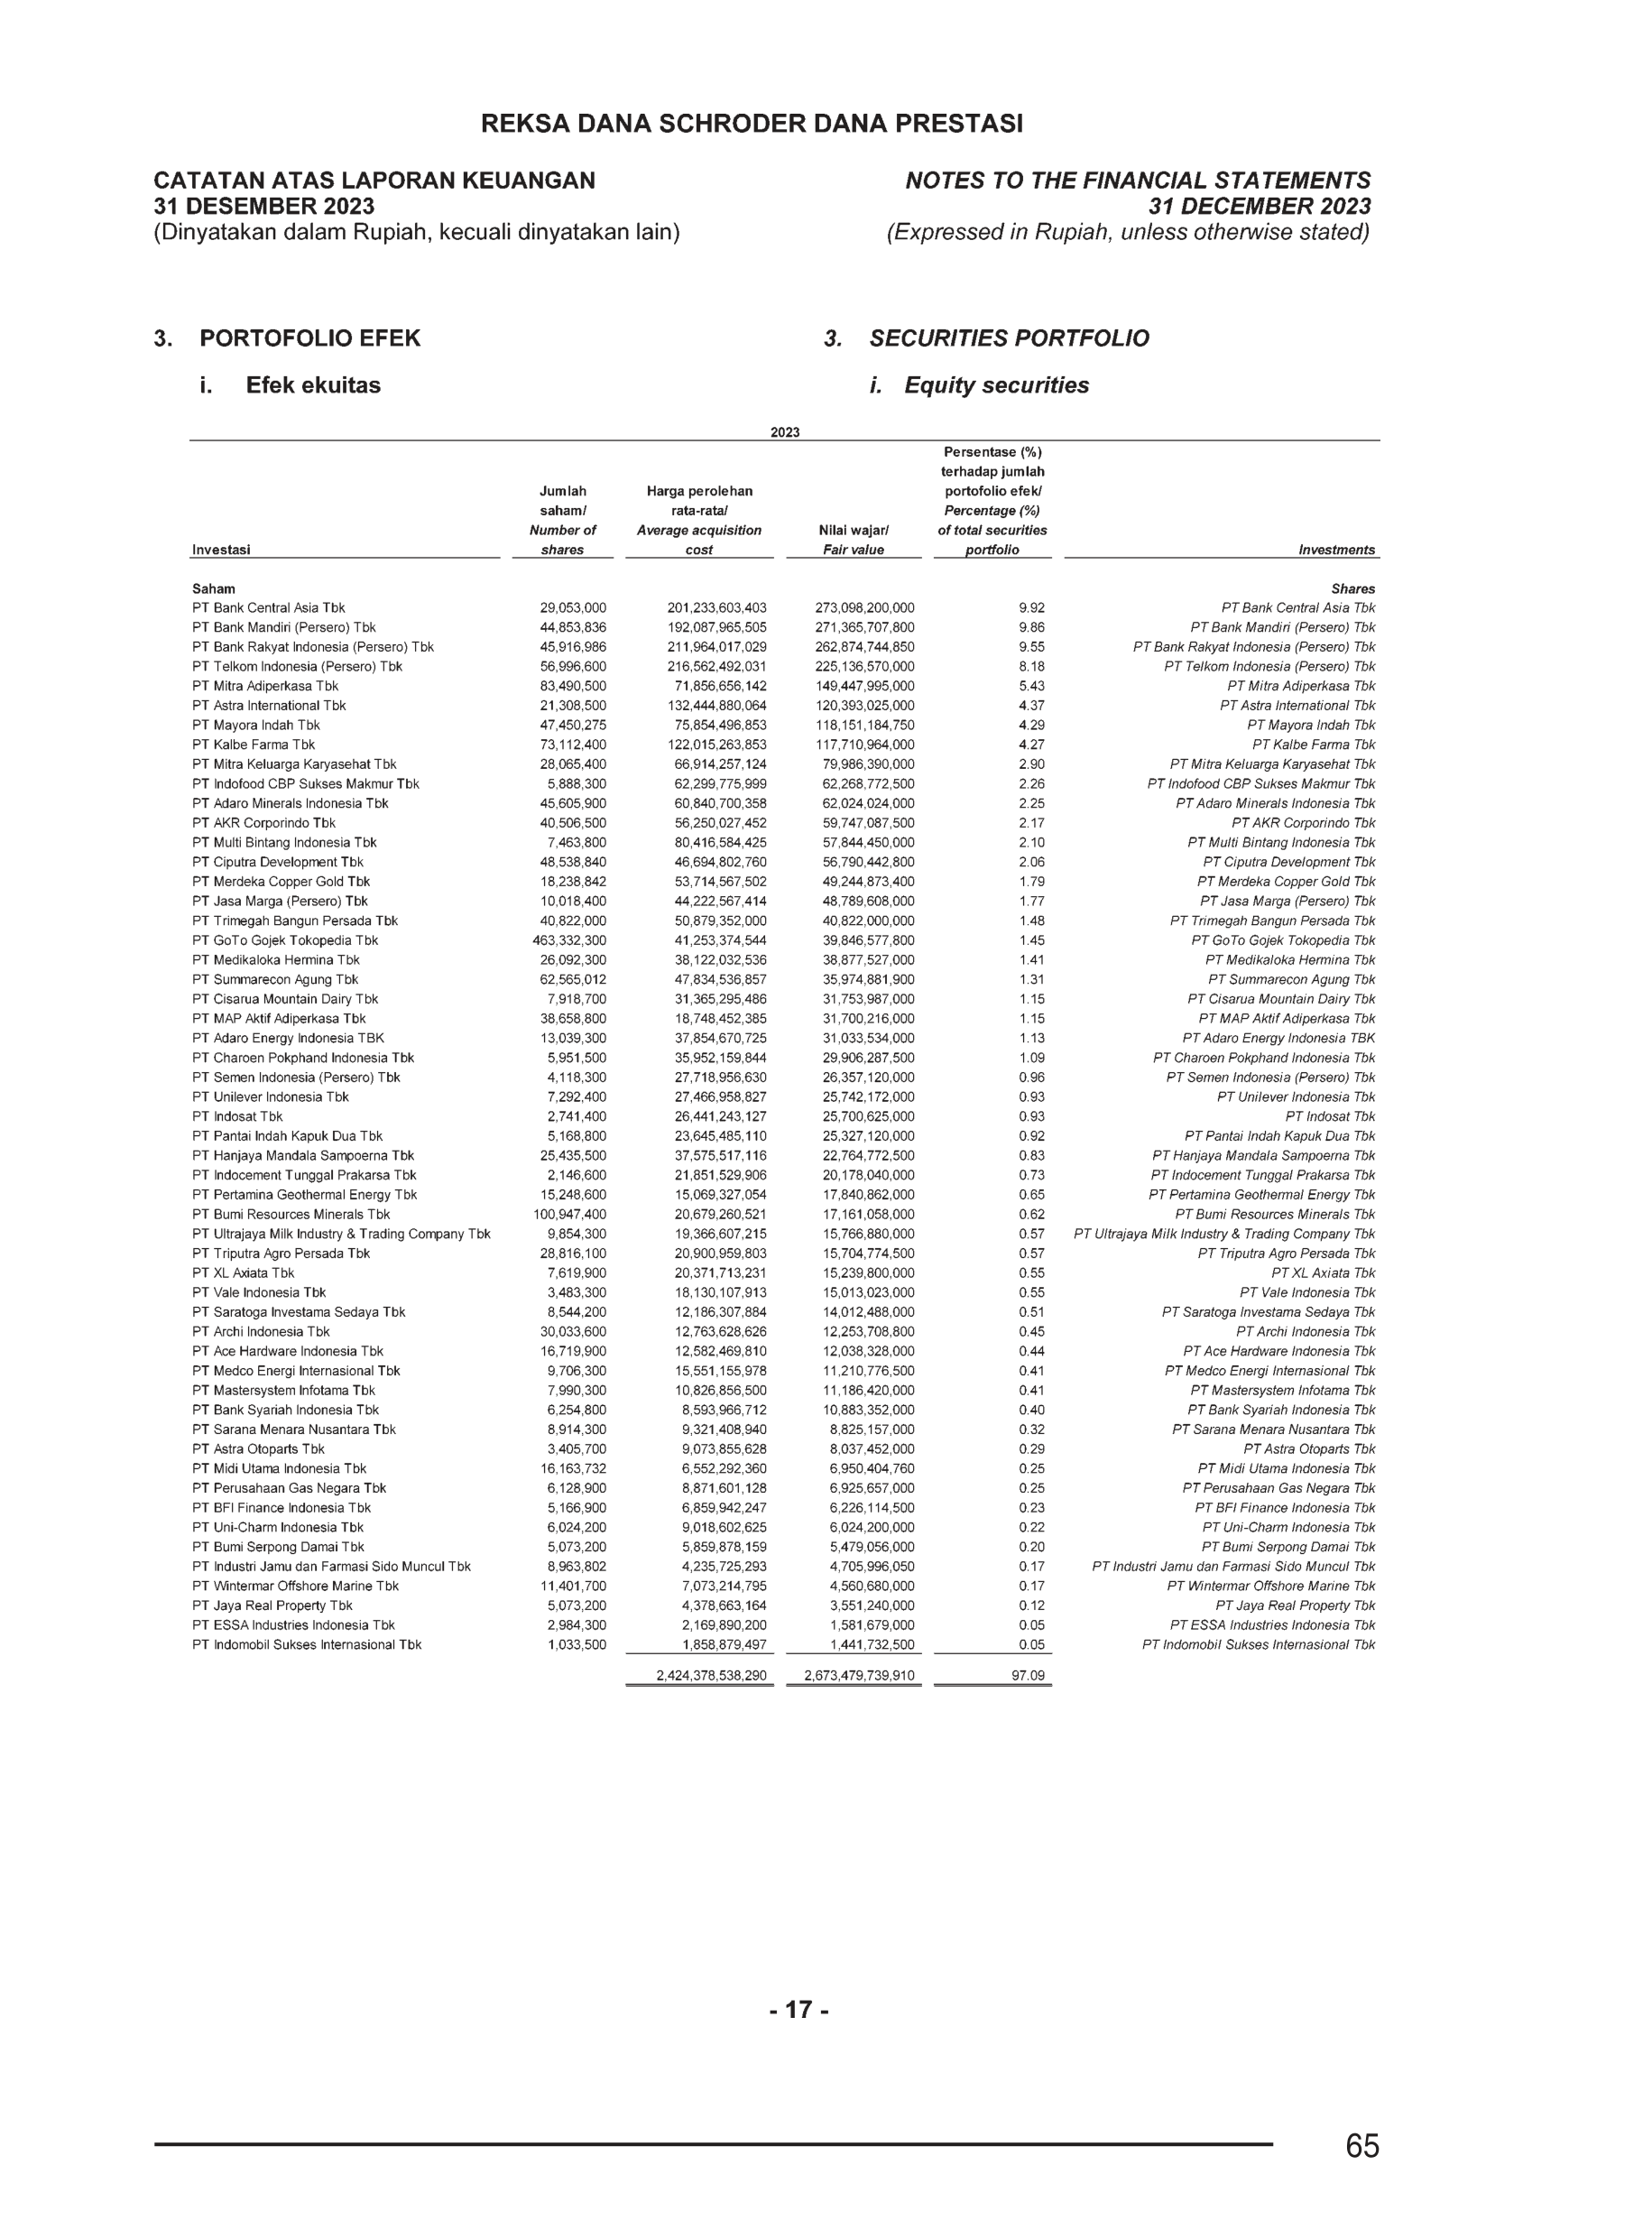 REKSA DANA SCHRODER DANA PRESTASI
CATATAN ATAS LAPORAN KEUANGAN NOTES TO THE FINANCIAL STATEMENTS
31 DESEMBER 2023 31 DECEMBER 2023
(Dinyatakan dalam Rupiah, kecuali dinyatakan lain) (Expressed in Rupiah, unless otherwise stated)
3. PORTOFOLIO EFEK 3. SECURITIES PORTFOLIO
i. Efek ekuitas i. Equity securities
2023
Persentase (%)
terhadap jumlah
Jumlah Harga perolehan portofolio efek/
saham/ rata-rata/ Percentage (%)
Number of Average acquisition Nilai wajar/ of total securities
Investasi shares cost Fair value portfolio Investments
Saham Shares
PT Bank Central Asia Tbk 29,053,000 201,233,603,403 273,098,200,000 9.92 PT Bank Central Asia Tbk
PT Bank Mandiri (Persero) Tbk 44,853,836 192,087,965,505 271,365,707,800 9.86 PT Bank Mandiri (Persero) Tbk
PT Bank Rakyat Indonesia (Persero) Tbk 45,916,986 211,964,017,029 262,874,744,850 9.55 PT Bank Rakyat Indonesia (Persero) Tbk
PT Telkom Indonesia (Persero) Tbk 56,996,600 216,562,492,031 225,136,570,000 8.18 PT Telkom Indonesia (Persero) Tbk
PT Mitra Adiperkasa Tbk 83,490,500 71,856,656,142 149,447,995,000 5.43 PT Mitra Adiperkasa Tbk
PT Astra International Tbk 21,308,500 132,444,880,064 120,393,025,000 4.37 PT Astra International Tbk
PT Mayora Indah Tbk 47,450,275 75,854,496,853 118,151,184,750 4.29 PT Mayora Indah Tbk
PT Kalbe Farma Tbk 73,112,400 122,015,263,853 117,710,964,000 4.27 PT Kalbe Farma Tbk
PT Mitra Keluarga Karyasehat Tbk 28,065,400 66,914,257,124 79,986,390,000 2.90 PT Mitra Keluarga Karyasehat Tbk
PT Indofood CBP Sukses Makmur Tbk 5,888,300 62,299,775,999 62,268,772,500 2.26 PT Indofood CBP Sukses Makmur Tbk
PT Adaro Minerals Indonesia Tbk 45,605,900 60,840,700,358 62,024,024,000 2.25 PT Adaro Minerals Indonesia Tbk
PT AKR Corporindo Tbk 40,506,500 56,250,027,452 59,747,087,500 2.17 PT AKR Corporindo Tbk
PT Multi Bintang Indonesia Tbk 7,463,800 80,416,584,425 57,844,450,000 2.10 PT Multi Bintang Indonesia Tbk
PT Ciputra Development Tbk 48,538,840 46,694,802,760 56,790,442,800 2.06 PT Ciputra Development Tbk
PT Merdeka Copper Gold Tbk 18,238,842 53,714,567,502 49,244,873,400 1.79 PT Merdeka Copper Gold Tbk
PT Jasa Marga (Persero) Tbk 10,018,400 44,222,567,414 48,789,608,000 1.77 PT Jasa Marga (Persero) Tbk
PT Trimegah Bangun Persada Tbk 40,822,000 50,879,352,000 40,822,000,000 1.48 PT Trimegah Bangun Persada Tbk
PT GoTo Gojek Tokopedia Tbk 463,332,300 41,253,374,544 39,846,577,800 1.45 PT GoTo Gojek Tokopedia Tbk
PT Medikaloka Hermina Tbk 26,092,300 38,122,032,536 38,877,527,000 1.41 PT Medikaloka Hermina Tbk
PT Summarecon Agung Tbk 62,565,012 47,834,536,857 35,974,881,900 1.31 PT Summarecon Agung Tbk
PT Cisarua Mountain Dairy Tbk 7,918,700 31,365,295,486 31,753,987,000 1.15 PT Cisarua Mountain Dairy Tbk
PT MAP Aktif Adiperkasa Tbk 38,658,800 18,748,452,385 31,700,216,000 1.15 PT MAP Aktif Adiperkasa Tbk
PT Adaro Energy Indonesia TBK 13,039,300 37,854,670,725 31,033,534,000 1.13 PT Adaro Energy Indonesia TBK
PT Charoen Pokphand Indonesia Tbk 5,951,500 35,952,159,844 29,906,287,500 1.09 PT Charoen Pokphand Indonesia Tbk
PT Semen Indonesia (Persero) Tbk 4,118,300 27,718,956,630 26,357,120,000 0.96 PT Semen Indonesia (Persero) Tbk
PT Unilever Indonesia Tbk 7,292,400 27,466,958,827 25,742,172,000 0.93 PT Unilever Indonesia Tbk
PT Indosat Tbk 2,741,400 26,441,243,127 25,700,625,000 0.93 PT Indosat Tbk
PT Pantai Indah Kapuk Dua Tbk 5,168,800 23,645,485,110 25,327,120,000 0.92 PT Pantai Indah Kapuk Dua Tbk
PT Hanjaya Mandala Sampoerna Tbk 25,435,500 37,575,517,116 22,764,772,500 0.83 PT Hanjaya Mandala Sampoerna Tbk
PT Indocement Tunggal Prakarsa Tbk 2,146,600 21,851,529,906 20,178,040,000 0.73 PT Indocement Tunggal Prakarsa Tbk
PT Pertamina Geothermal Energy Tbk 15,248,600 15,069,327,054 17,840,862,000 0.65 PT Pertamina Geothermal Energy Tbk
PT Bumi Resources Minerals Tbk 100,947,400 20,679,260,521 17,161,058,000 0.62 PT Bumi Resources Minerals Tbk
PT Ultrajaya Milk Industry & Trading Company Tbk 9,854,300 19,366,607,215 15,766,880,000 0.57 PT Ultrajaya Milk Industry & Trading Company Tbk
PT Triputra Agro Persada Tbk 28,816,100 20,900,959,803 15,704,774,500 0.57 PT Triputra Agro Persada Tbk
PT XL Axiata Tbk 7,619,900 20,371,713,231 15,239,800,000 0.55 PT XL Axiata Tbk
PT Vale Indonesia Tbk 3,483,300 18,130,107,913 15,013,023,000 0.55 PT Vale Indonesia Tbk
PT Saratoga Investama Sedaya Tbk 8,544,200 12,186,307,884 14,012,488,000 0.51 PT Saratoga Investama Sedaya Tbk
PT Archi Indonesia Tbk 30,033,600 12,763,628,626 12,253,708,800 0.45 PT Archi Indonesia Tbk
PT Ace Hardware Indonesia Tbk 16,719,900 12,582,469,810 12,038,328,000 0.44 PT Ace Hardware Indonesia Tbk
PT Medco Energi Internasional Tbk 9,706,300 15,551,155,978 11,210,776,500 0.41 PT Medco Energi Internasional Tbk
PT Mastersystem Infotama Tbk 7,990,300 10,826,856,500 11,186,420,000 0.41 PT Mastersystem Infotama Tbk
PT Bank Syariah Indonesia Tbk 6,254,800 8,593,966,712 10,883,352,000 0.40 PT Bank Syariah Indonesia Tbk
PT Sarana Menara Nusantara Tbk 8,914,300 9,321,408,940 8,825,157,000 0.32 PT Sarana Menara Nusantara Tbk
PT Astra Otoparts Tbk 3,405,700 9,073,855,628 8,037,452,000 0.29 PT Astra Otoparts Tbk
PT Midi Utama Indonesia Tbk 16,163,732 6,552,292,360 6,950,404,760 0.25 PT Midi Utama Indonesia Tbk
PT Perusahaan Gas Negara Tbk 6,128,900 8,871,601,128 6,925,657,000 0.25 PT Perusahaan Gas Negara Tbk
PT BFI Finance Indonesia Tbk 5,166,900 6,859,942,247 6,226,114,500 0.23 PT BFI Finance Indonesia Tbk
PT Uni-Charm Indonesia Tbk 6,024,200 9,018,602,625 6,024,200,000 0.22 PT Uni-Charm Indonesia Tbk
PT Bumi Serpong Damai Tbk 5,073,200 5,859,878,159 5,479,056,000 0.20 PT Bumi Serpong Damai Tbk
PT Industri Jamu dan Farmasi Sido Muncul Tbk 8,963,802 4,235,725,293 4,705,996,050 0.17 PT Industri Jamu dan Farmasi Sido Muncul Tbk
PT Wintermar Offshore Marine Tbk 11,401,700 7,073,214,795 4,560,680,000 0.17 PT Wintermar Offshore Marine Tbk
PT Jaya Real Property Tbk 5,073,200 4,378,663,164 3,551,240,000 0.12 PT Jaya Real Property Tbk
PT ESSA Industries Indonesia Tbk 2,984,300 2,169,890,200 1,581,679,000 0.05 PT ESSA Industries Indonesia Tbk
PT Indomobil Sukses Internasional Tbk 1,033,500 1,858,879,497 1,441,732,500 0.05 PT Indomobil Sukses Internasional Tbk
2,424,378,538,290 2,673,479,739,910 97.09
- 17 -
65